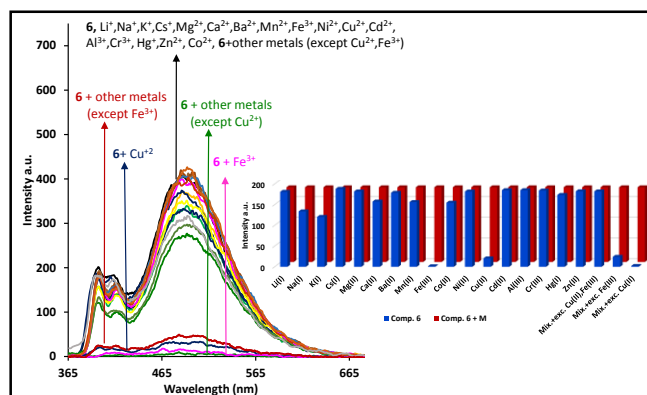 6, Li⁺,Na⁺,K⁺,Cs⁺,Mg²⁺,Ca²⁺,Ba²⁺,Mn²⁺,Fe³⁺,Ni²⁺,Cu²⁺,Cd²⁺,
Al³⁺,Cr³⁺, Hg⁺,Zn²⁺, Co²⁺, 6+other metals (except Cu²⁺,Fe³⁺)
6 + other metals
(except Fe³⁺)
6 + other metals
(except Cu²⁺)
6+ Cu⁺²
6 + Fe³⁺
Intensity a.u.
700
600
500
400
300
200
100
0
365
465
565
665
Wavelength (nm)
Intensity a.u.
200
150
100
50
0
Li(I)
Na(I)
K(I)
Cs(I)
Mg(II)
Ca(II)
Ba(II)
Mn(II)
Fe(III)
Co(II)
Ni(II)
Cu(II)
Cd(II)
Al(III)
Cr(III)
Hg(I)
Zn(II)
Mix.+exc. Cu(II),Fe(III)
Mix.+exc. Fe(III)
Mix.+exc. Cu(II)
Comp. 6
Comp. 6 + M